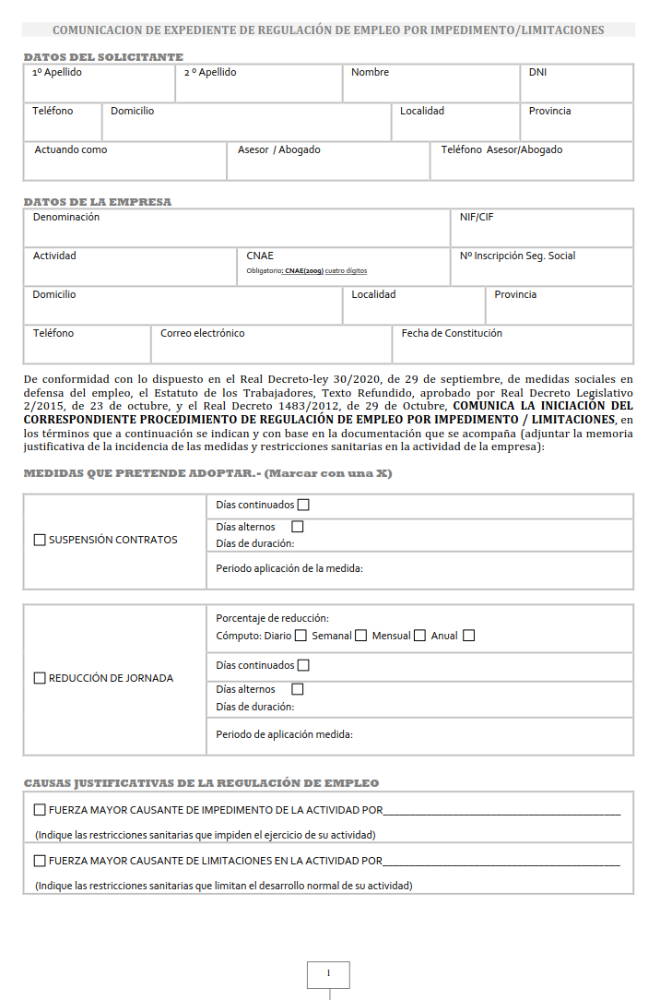 COMUNICACION DE EXPEDIENTE DE REGULACIÓN DE EMPLEO POR IMPEDIMENTO/LIMITACIONES
DATOS DEL SOLICITANTE
1º Apellido 2 º Apellido Nombre DNI
Teléfono Domicilio Localidad Provincia
Actuando como Asesor / Abogado Teléfono Asesor/Abogado
DATOS DE LA EMPRESA
Denominación NIF/CIF
Actividad CNAE Nº Inscripción Seg. Social
Obligatorio: CNAE(2009) cuatro dígitos
Domicilio Localidad Provincia
Teléfono Correo electrónico Fecha de Constitución
De conformidad con lo dispuesto en el Real Decreto-ley 30/2020, de 29 de septiembre, de medidas sociales en
defensa del empleo, el Estatuto de los Trabajadores, Texto Refundido, aprobado por Real Decreto Legislativo
2/2015, de 23 de octubre, y el Real Decreto 1483/2012, de 29 de Octubre, COMUNICA LA INICIACIÓN DEL
CORRESPONDIENTE PROCEDIMIENTO DE REGULACIÓN DE EMPLEO POR IMPEDIMENTO / LIMITACIONES, en
los términos que a continuación se indican y con base en la documentación que se acompaña (adjuntar la memoria
justificativa de la incidencia de las medidas y restricciones sanitarias en la actividad de la empresa):
MEDIDAS QUE PRETENDE ADOPTAR.- (Marcar con una X)
Días continuados
Días alternos
SUSPENSIÓN CONTRATOS
Días de duración:
Periodo aplicación de la medida:
Porcentaje de reducción:
Cómputo: Diario Semanal Mensual Anual
Días continuados
REDUCCIÓN DE JORNADA
Días alternos
Días de duración:
Periodo de aplicación medida:
CAUSAS JUSTIFICATIVAS DE LA REGULACIÓN DE EMPLEO
FUERZA MAYOR CAUSANTE DE IMPEDIMENTO DE LA ACTIVIDAD POR
(Indique las restricciones sanitarias que impiden el ejercicio de su actividad)
FUERZA MAYOR CAUSANTE DE LIMITACIONES EN LA ACTIVIDAD POR
(Indique las restricciones sanitarias que limitan el desarrollo normal de su actividad)
1